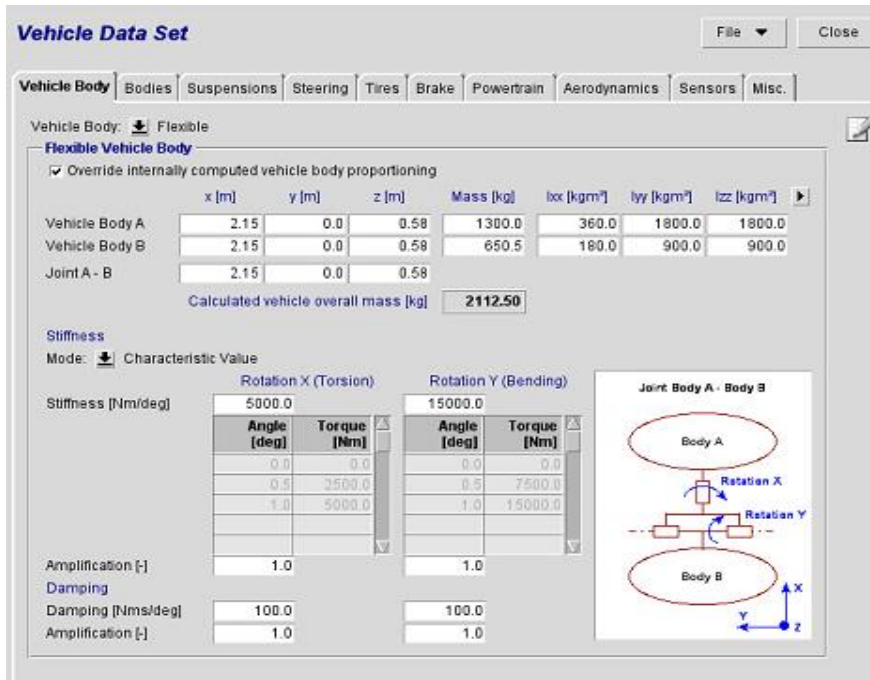 Vehicle Data Set
File
Close
Vehicle Body Bodies Suspensions Steering Tires Brake Powertrain Aerodynamics Sensors Misc.
Vehicle Body: Flexible
Flexible Vehicle Body
Override internally computed vehicle body proportioning
x [m] y [m] z [m] Mass [kg] Ixx [kgm²] Iyy [kgm²] Izz [kgm²]
Vehicle Body A 2.15 0.0 0.58 1300.0 360.0 1800.0 1800.0
Vehicle Body B 2.15 0.0 0.58 650.5 180.0 900.0 900.0
Joint A - B 2.15 0.0 0.58
Calculated vehicle overall mass [kg] 2112.50
Stiffness
Mode: Characteristic Value
Rotation X (Torsion) Rotation Y (Bending)
Stiffness [Nm/deg] 5000.0 15000.0
Angle [deg] Torque [Nm] Angle [deg] Torque [Nm]
0.0 0.0 0.0 0.0
0.5 2500.0 0.5 7500.0
1.0 5000.0 1.0 15000.0
Amplification [-] 1.0 1.0
Damping
Damping [Nms/deg] 100.0 100.0
Amplification [-] 1.0 1.0
Joint Body A - Body B
Body A
Rotation X
Rotation Y
Body B
X
Y
Z